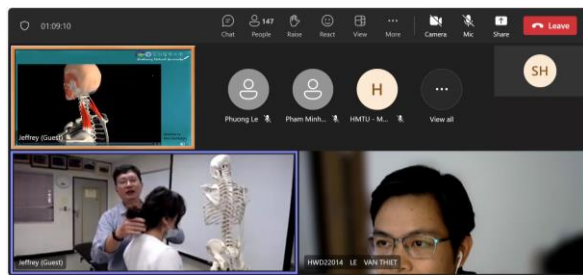 01:09:10
147
Chat People Raise React View More Camera Mic Share Leave
SH
H
Phuong Le Pham Minh... HMTU - M... View all
Jeffrey (Guest)
Jeffrey (Guest)
HWD22014 LE VAN THIET